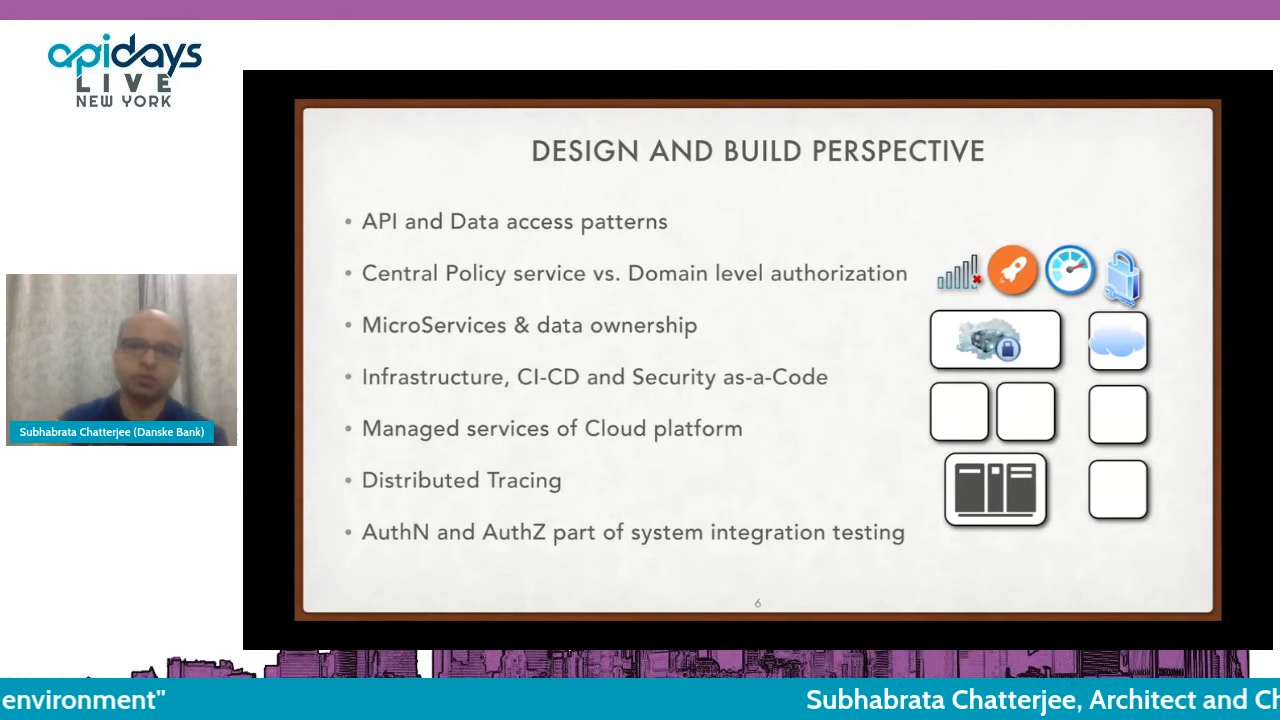 apidays
LIVE
NEW YORK
DESIGN AND BUILD PERSPECTIVE
• API and Data access patterns
• Central Policy service vs. Domain level authorization
• MicroServices & data ownership
• Infrastructure, CI-CD and Security as-a-Code
• Managed services of Cloud platform
• Distributed Tracing
• AuthN and AuthZ part of system integration testing
6
Subhabrata Chatterjee (Danske Bank)
environment" Subhabrata Chatterjee, Architect and Ch